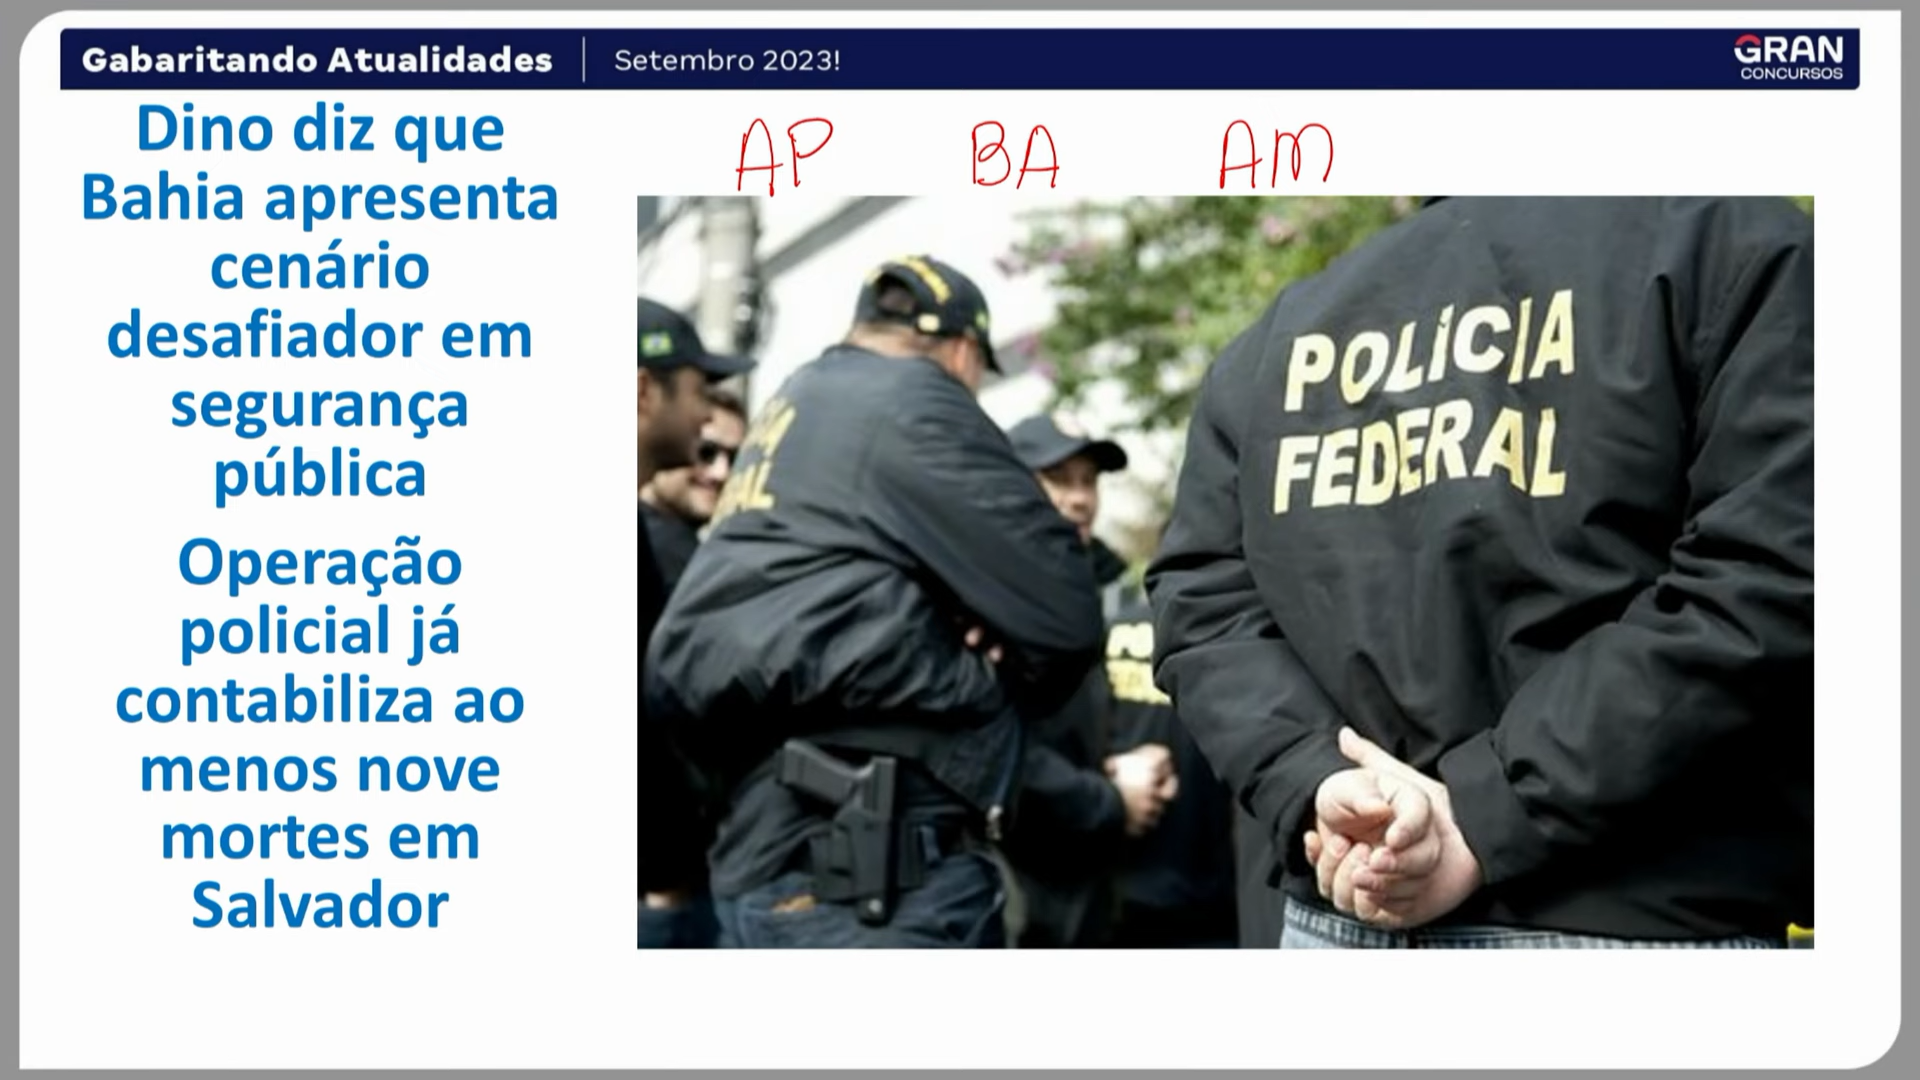 Gabaritando Atualidades
Setembro 2023!
GRAN
CONCURSOS
Dino diz que
Bahia apresenta
cenário
desafiador em
segurança
pública
Operação
policial já
contabiliza ao
menos nove
mortes em
Salvador
AP BA AM
POLÍCIA
FEDERAL